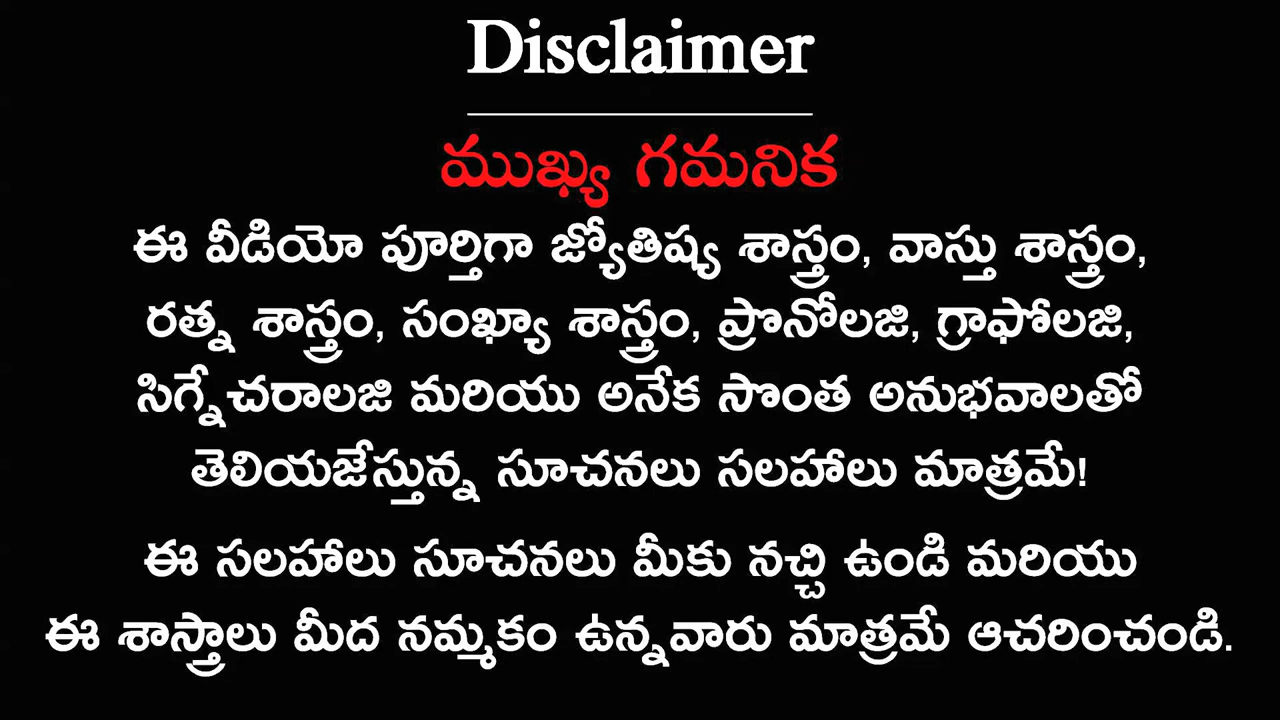 Disclaimer
ముఖ్య గమనిక
ఈ వీడియో పూర్తిగా జ్యోతిష్య శాస్త్రం, వాస్తు శాస్త్రం,
రత్న శాస్త్రం, సంఖ్యా శాస్త్రం, ప్రొనోలజి, గ్రాఫోలజి,
సిగ్నేచరాలజి మరియు అనేక సొంత అనుభవాలతో
తెలియజేస్తున్న సూచనలు సలహాలు మాత్రమే!
ఈ సలహాలు సూచనలు మీకు నచ్చి ఉండి మరియు
ఈ శాస్త్రాలు మీద నమ్మకం ఉన్నవారు మాత్రమే ఆచరించండి.